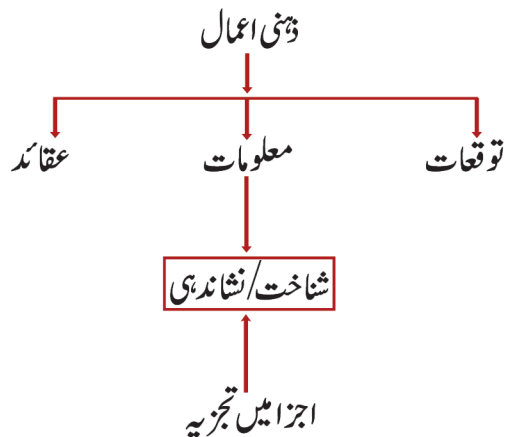 ذہنی اعمال
توقعات
معلومات
عقائد
شناخت/نشاندہی
اجزا میں تجزیہ